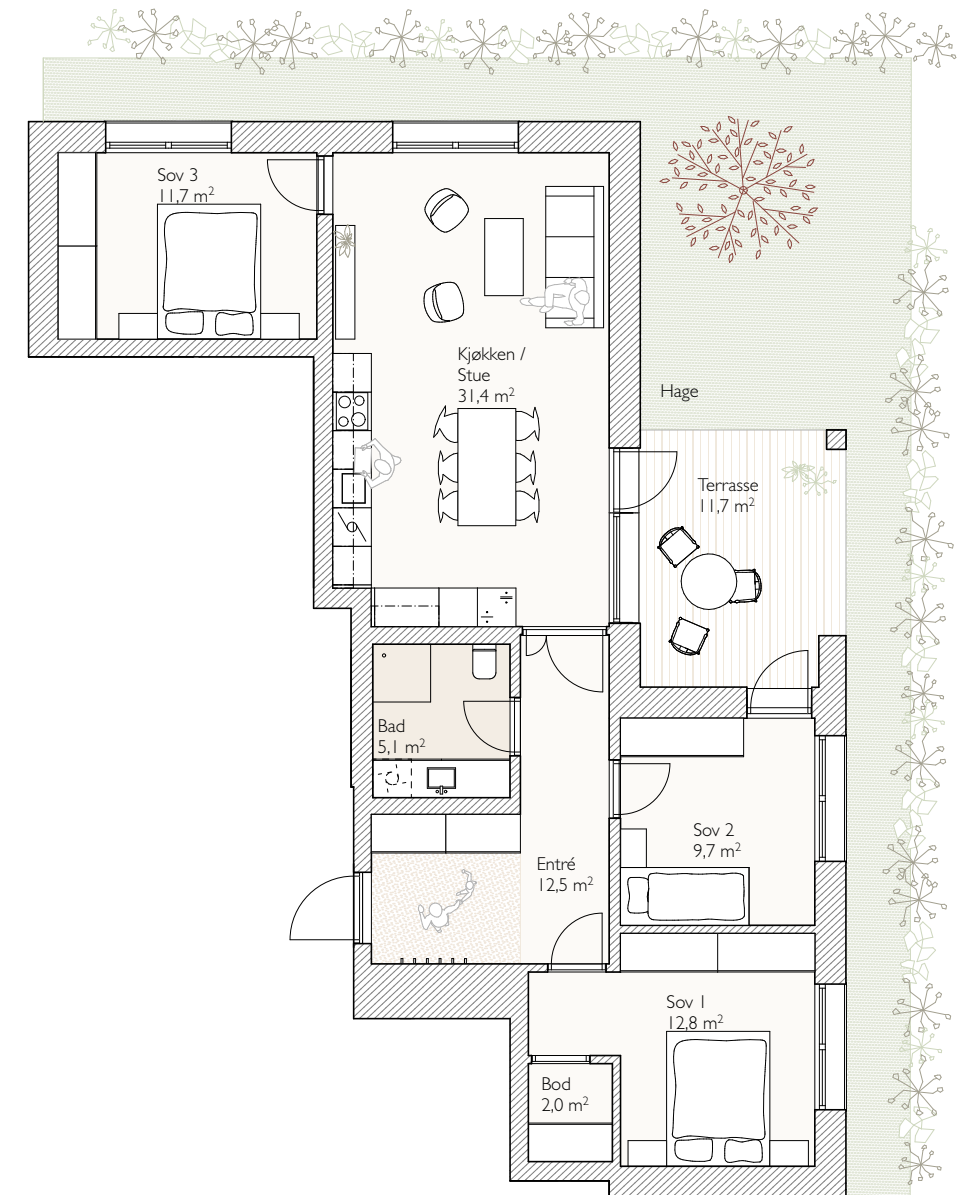 Sov 3
11,7 m²
Kjøkken /
Stue
31,4 m²
Hage
Terrasse
11,7 m²
Bad
5,1 m²
Sov 2
9,7 m²
Entré
12,5 m²
Sov 1
12,8 m²
Bod
2,0 m²